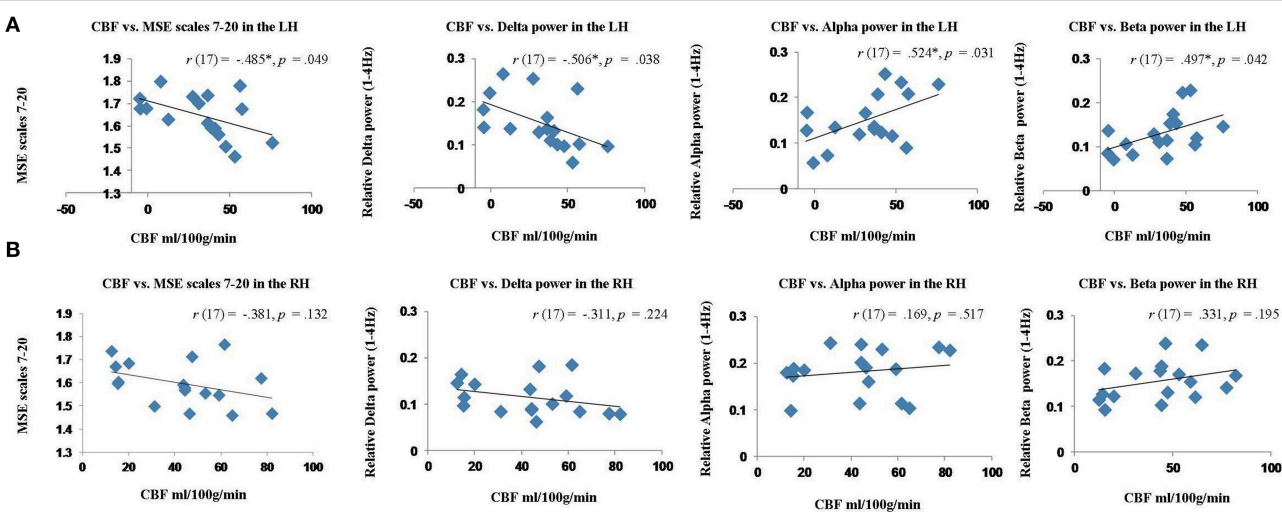 A
CBF vs. MSE scales 7-20 in the LH
r (17) = -.485*, p = .049
MSE scales 7-20
1.9
1.8
1.7
1.6
1.5
1.4
1.3
-50 0 50 100
CBF ml/100g/min
CBF vs. Delta power in the LH
r (17) = -.506*, p = .038
Relative Delta power (1-4Hz)
0.3
0.2
0.1
0
-50 0 50 100
CBF ml/100g/min
CBF vs. Alpha power in the LH
r (17) = .524*, p = .031
Relative Alpha power (1-4Hz)
0.3
0.2
0.1
0
-50 0 50 100
CBF ml/100g/min
CBF vs. Beta power in the LH
r (17) = .497*, p = .042
Relative Beta power (1-4Hz)
0.3
0.2
0.1
0
-50 0 50 100
CBF ml/100g/min
B
CBF vs. MSE scales 7-20 in the RH
r (17) = -.381, p = .132
MSE scales 7-20
1.9
1.8
1.7
1.6
1.5
1.4
1.3
0 20 40 60 80 100
CBF ml/100g/min
CBF vs. Delta power in the RH
r (17) = -.311, p = .224
Relative Delta power (1-4Hz)
0.3
0.2
0.1
0
0 20 40 60 80 100
CBF ml/100g/min
CBF vs. Alpha power in the RH
r (17) = .169, p = .517
Relative Alpha power (1-4Hz)
0.3
0.2
0.1
0
0 20 40 60 80 100
CBF ml/100g/min
CBF vs. Beta power in the RH
r (17) = .331, p = .195
Relative Beta power (1-4Hz)
0.3
0.2
0.1
0
0 50 100
CBF ml/100g/min